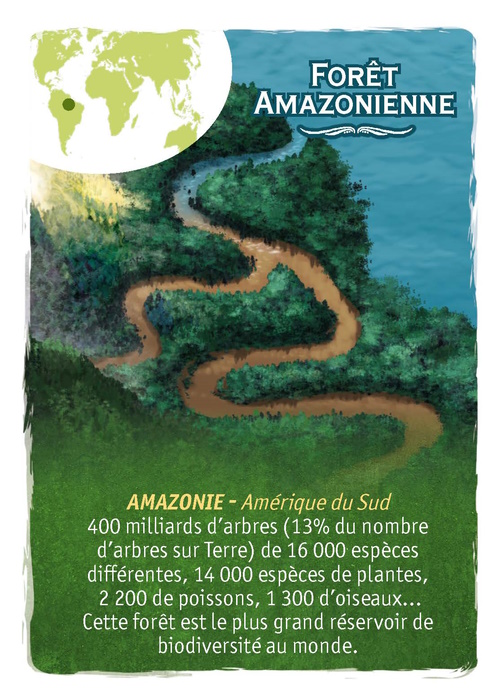 Forêt
Amazonienne
AMAZONIE - Amérique du Sud
400 milliards d'arbres (13% du nombre
d'arbres sur Terre) de 16 000 espèces
différentes, 14 000 espèces de plantes,
2 200 de poissons, 1 300 d'oiseaux...
Cette forêt est le plus grand réservoir de
biodiversité au monde.